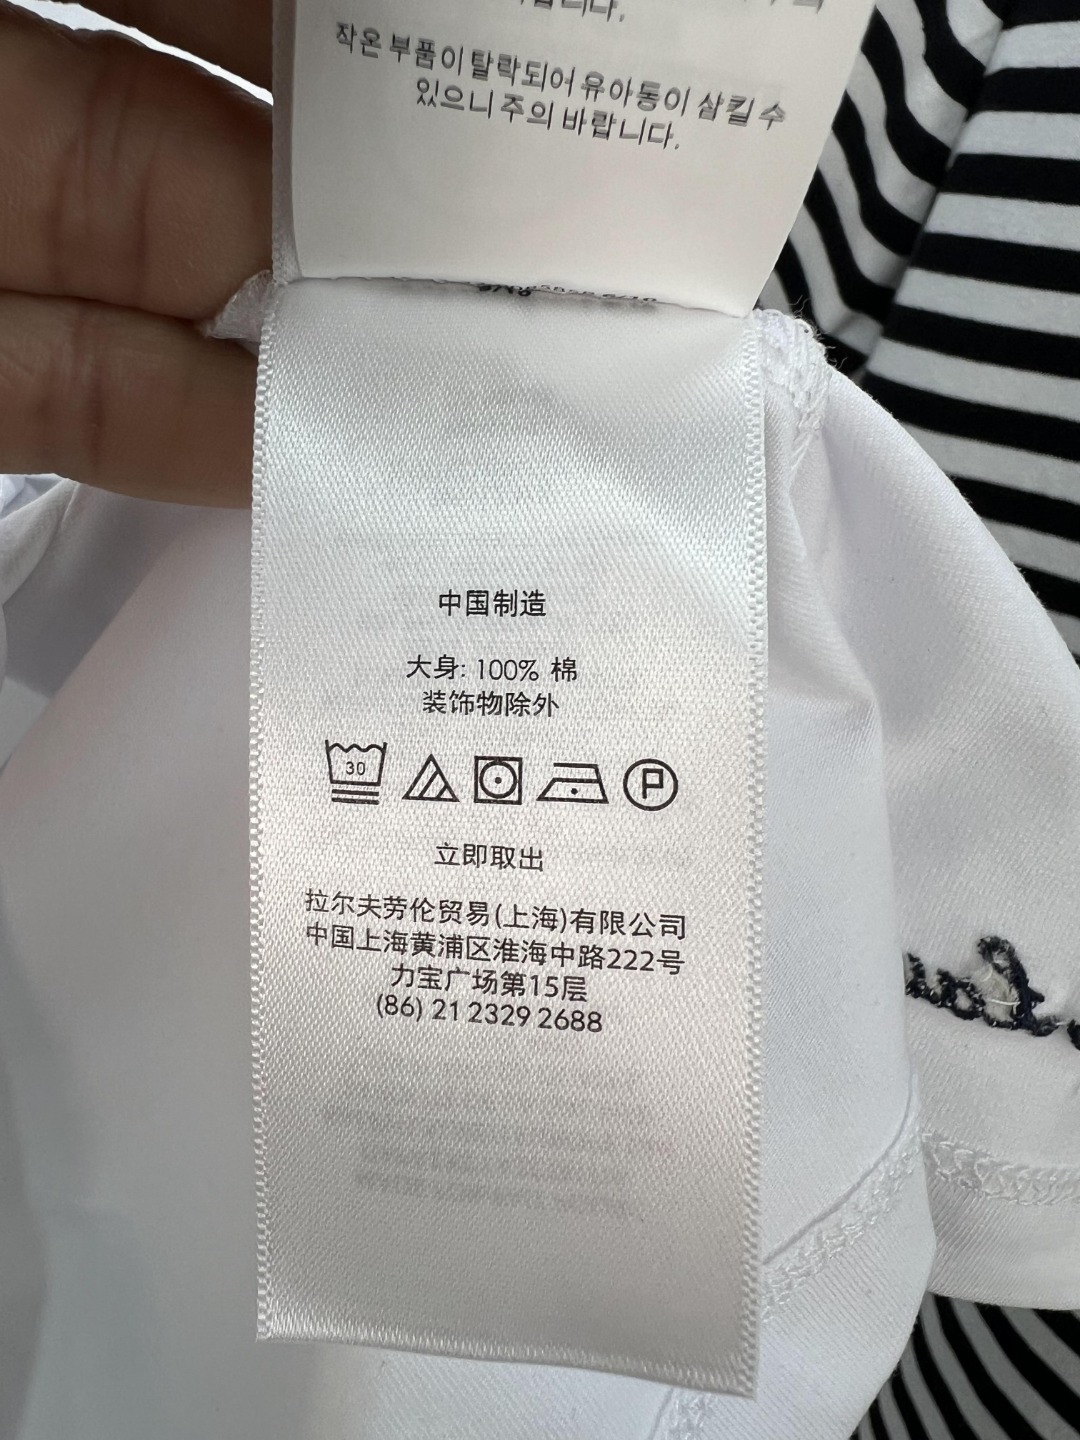 작은 부품이 탈락되어 유아동이 삼킬 수
있으니 주의 바랍니다.
中国制造
大身: 100% 棉
装饰物除外
30
P
立即取出
拉尔夫劳伦贸易(上海)有限公司
中国上海黄浦区淮海中路222号
力宝广场第15层
(86) 21 2329 2688